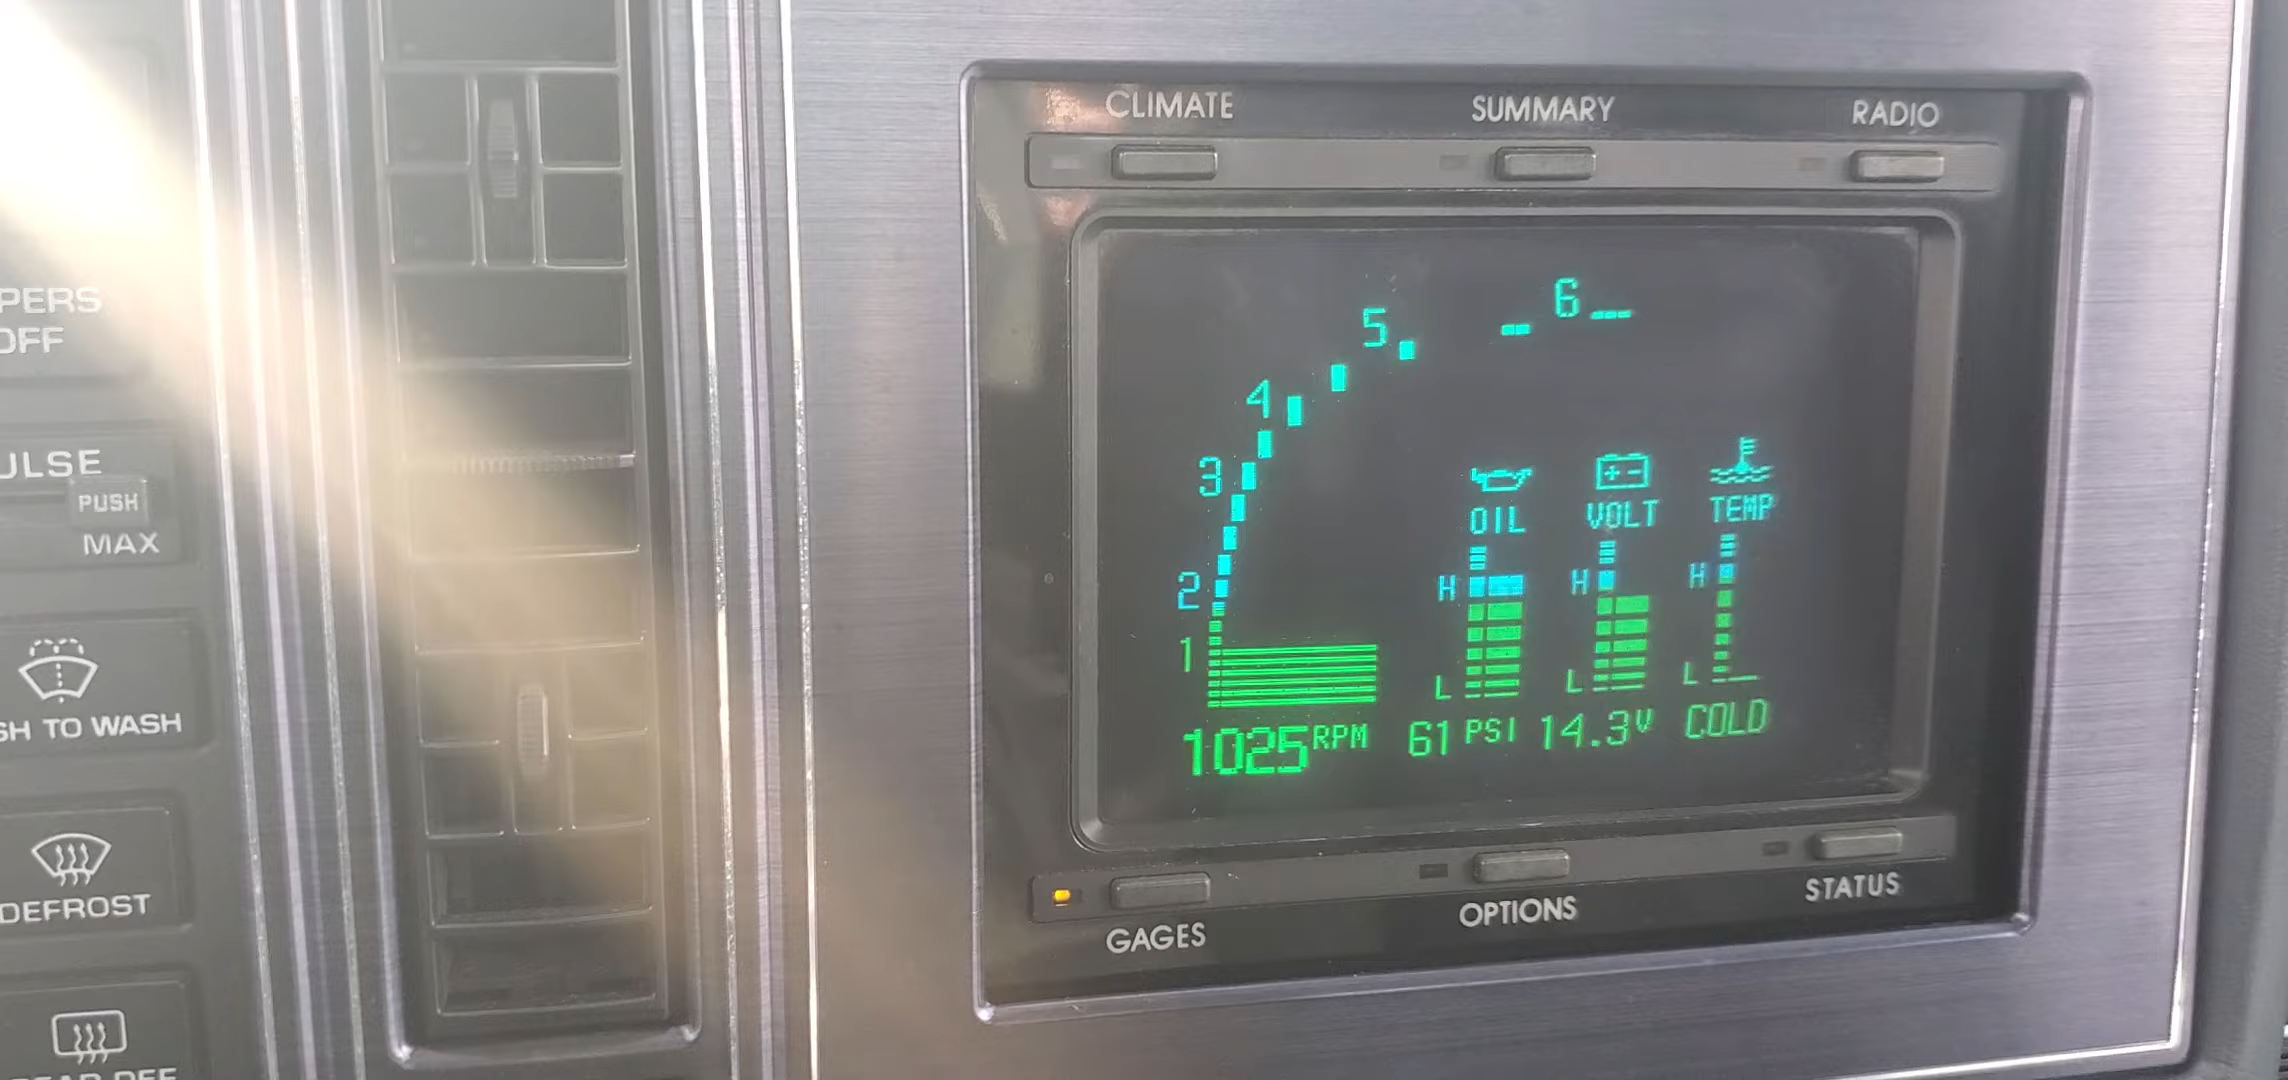 PERS
OFF
ULSE
PUSH
MAX
SH TO WASH
DEFROST
CLIMATE
SUMMARY
RADIO
6
5
4
3
2
1
OIL
VOLT
TEMP
H
H
H
L
L
L
1025 RPM
61 PSI
14.3V
COLD
GAGES
OPTIONS
STATUS